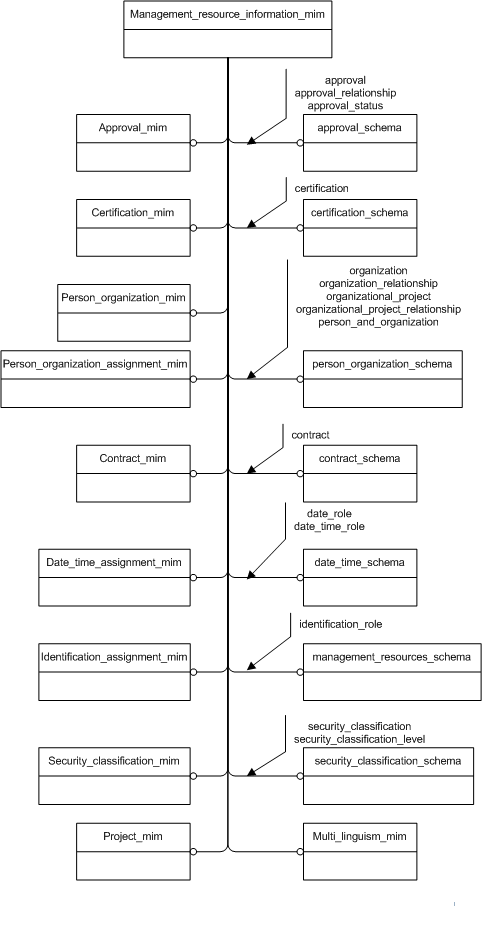 Management_resource_information_mim
approval
approval_relationship
approval_status
Approval_mim
approval_schema
certification
Certification_mim
certification_schema
organization
organization_relationship
organizational_project
organizational_project_relationship
person_and_organization
Person_organization_mim
Person_organization_assignment_mim
person_organization_schema
contract
Contract_mim
contract_schema
date_role
date_time_role
Date_time_assignment_mim
date_time_schema
identification_role
Identification_assignment_mim
management_resources_schema
security_classification
security_classification_level
Security_classification_mim
security_classification_schema
Project_mim
Multi_linguism_mim